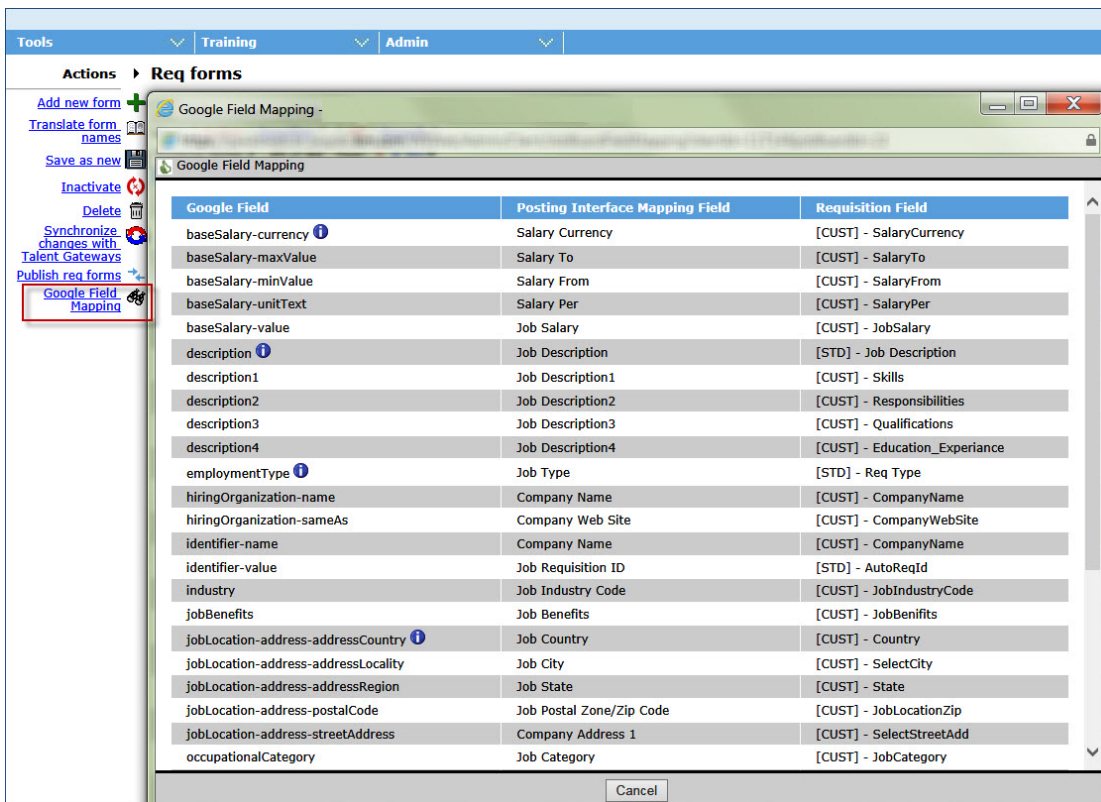 Tools Training Admin
Actions Req forms
Add new form
Translate form
names
Save as new
Inactivate
Delete
Synchronize
changes with
Talent Gateways
Publish req forms
Google Field
Mapping
Google Field Mapping -
Google Field Mapping
Google Field Posting Interface Mapping Field Requisition Field
baseSalary-currency Salary Currency [CUST] - SalaryCurrency
baseSalary-maxValue Salary To [CUST] - SalaryTo
baseSalary-minValue Salary From [CUST] - SalaryFrom
baseSalary-unitText Salary Per [CUST] - SalaryPer
baseSalary-value Job Salary [CUST] - JobSalary
description Job Description [STD] - Job Description
description1 Job Description1 [CUST] - Skills
description2 Job Description2 [CUST] - Responsibilities
description3 Job Description3 [CUST] - Qualifications
description4 Job Description4 [CUST] - Education_Experiance
employmentType Job Type [STD] - Req Type
hiringOrganization-name Company Name [CUST] - CompanyName
hiringOrganization-sameAs Company Web Site [CUST] - CompanyWebSite
identifier-name Company Name [CUST] - CompanyName
identifier-value Job Requisition ID [STD] - AutoReqId
industry Job Industry Code [CUST] - JobIndustryCode
jobBenefits Job Benefits [CUST] - JobBenifits
jobLocation-address-addressCountry Job Country [CUST] - Country
jobLocation-address-addressLocality Job City [CUST] - SelectCity
jobLocation-address-addressRegion Job State [CUST] - State
jobLocation-address-postalCode Job Postal Zone/Zip Code [CUST] - JobLocationZip
jobLocation-address-streetAddress Company Address 1 [CUST] - SelectStreetAdd
occupationalCategory Job Category [CUST] - JobCategory
Cancel